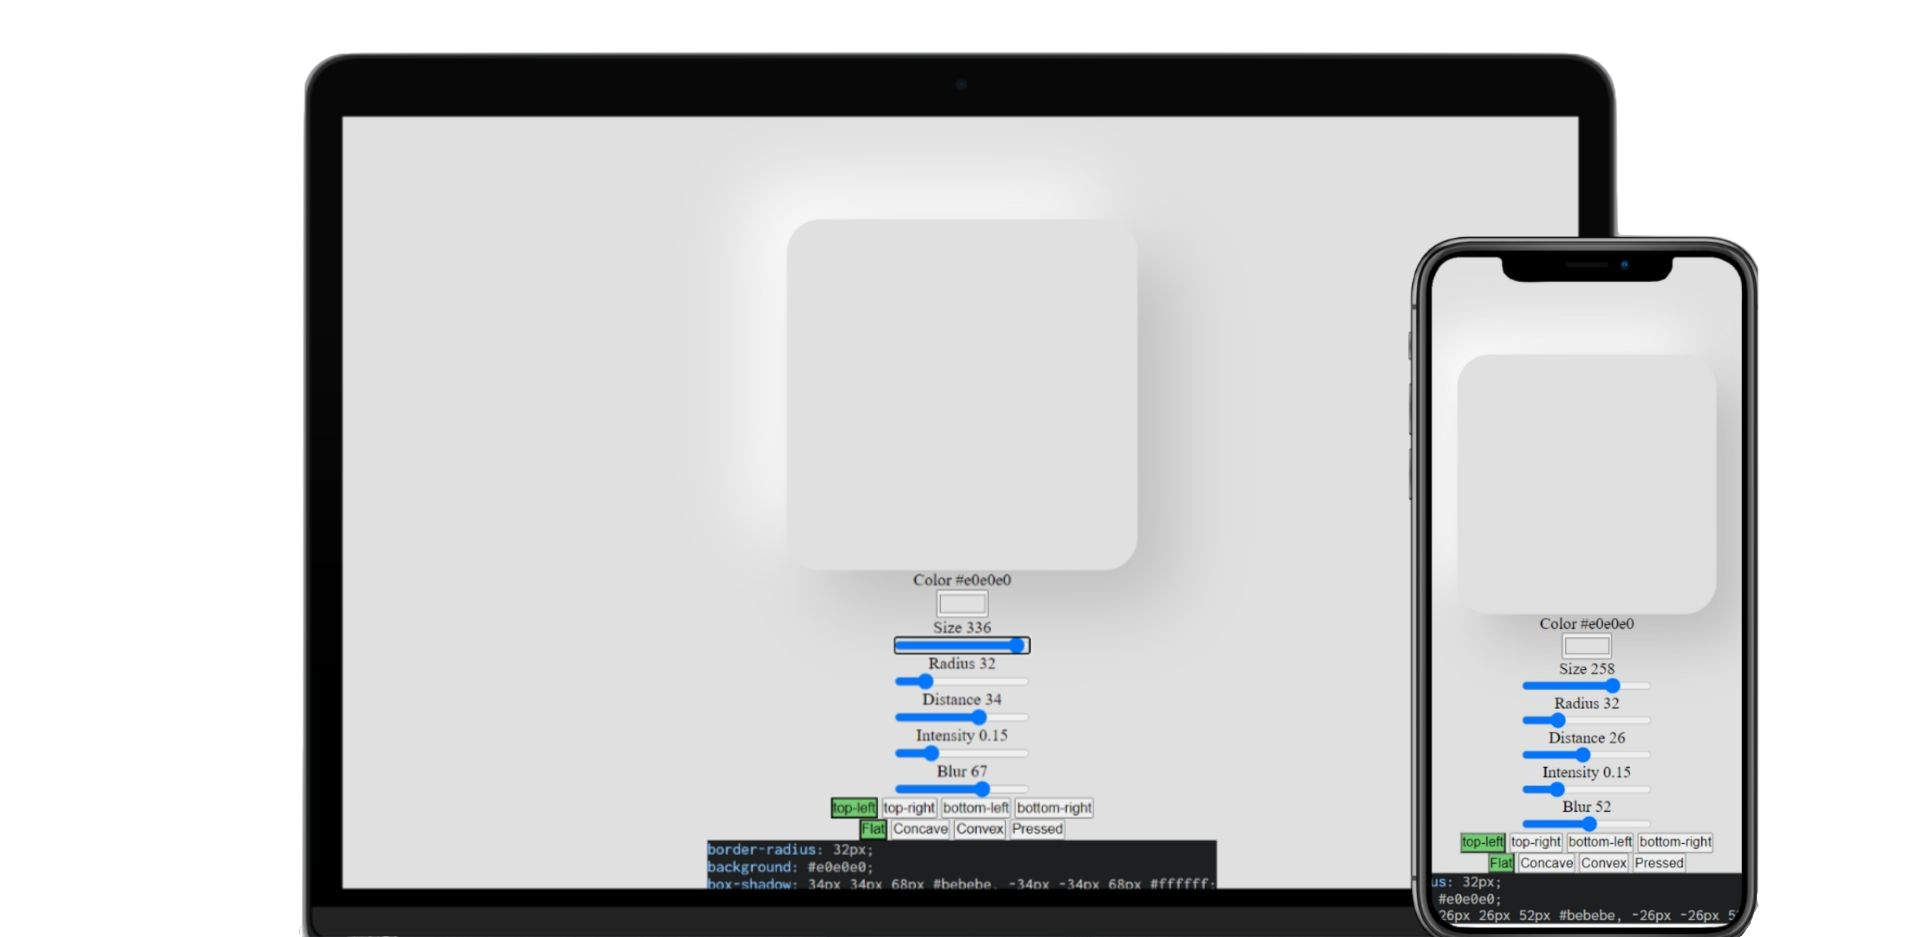 Color #e0e0e0
Size 336
Radius 32
Distance 34
Intensity 0.15
Blur 67
top-left top-right bottom-left bottom-right
Flat Concave Convex Pressed
border-radius: 32px;
background: #e0e0e0;
box-shadow: 34px 34px 68px #bebebe, -34px -34px 68px #ffffff;
Color #e0e0e0
Size 258
Radius 32
Distance 26
Intensity 0.15
Blur 52
top-left top-right bottom-left bottom-right
Flat Concave Convex Pressed
us: 32px;
#e0e0e0;
26px 26px 52px #bebebe, -26px -26px 5